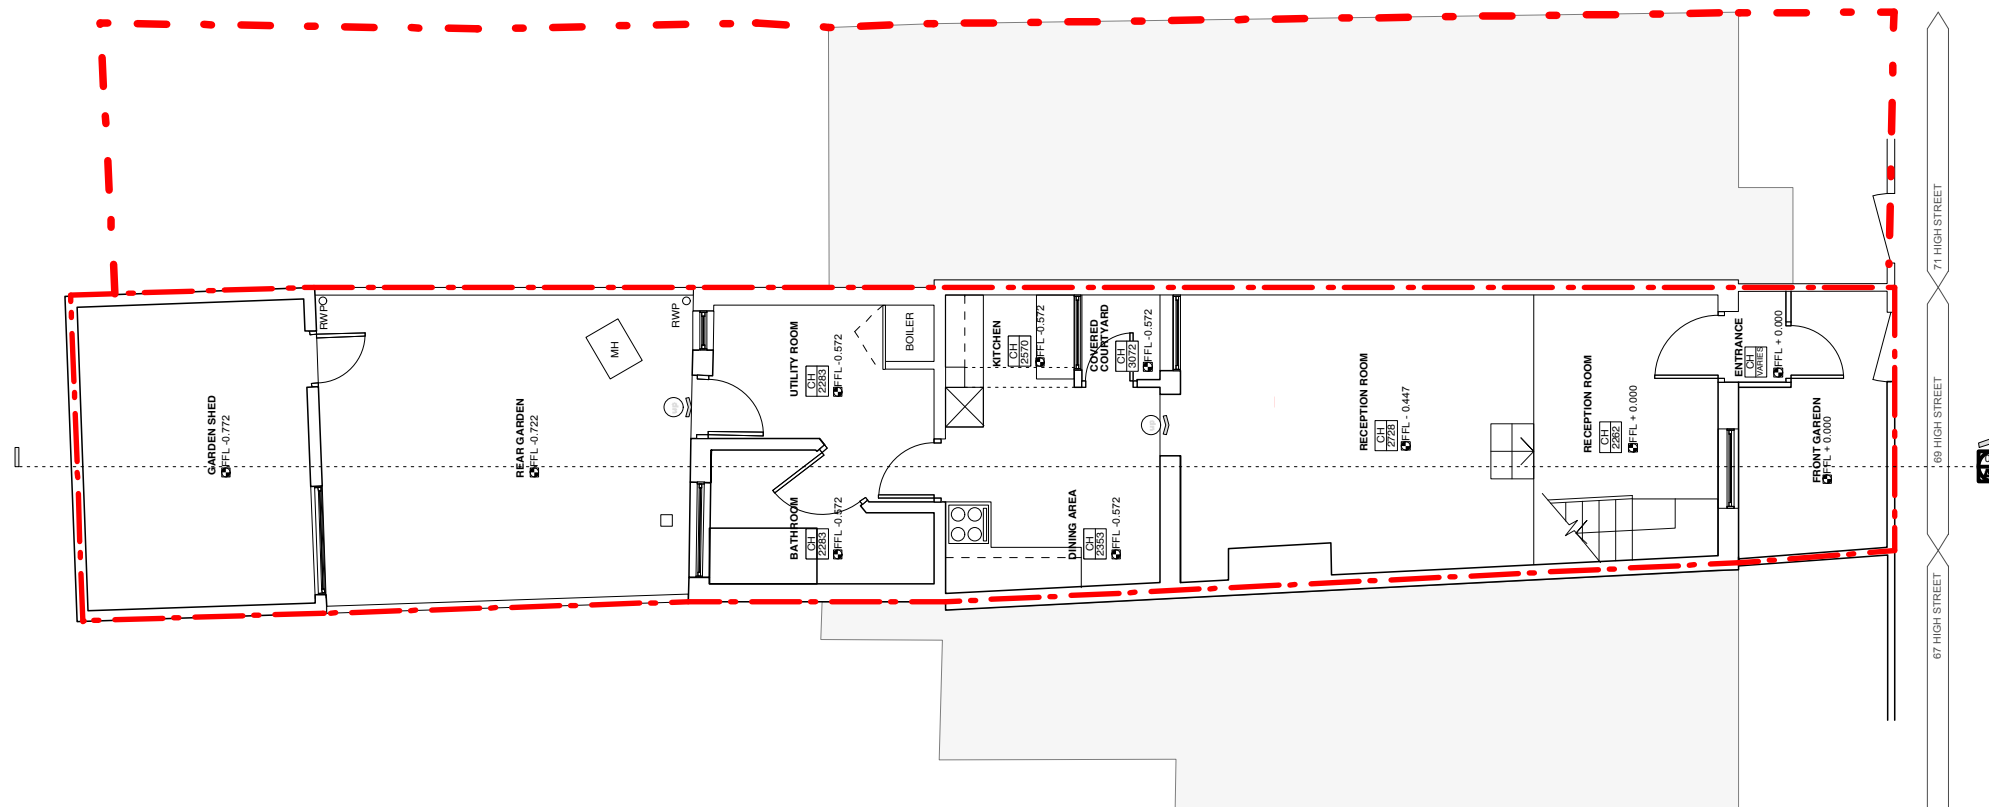 GARDEN SHED
FFL -0.772
RWP
REAR GARDEN
FFL -0.722
MH
RWP
UTILITY ROOM
CH
2283
FFL -0.572
BOILER
BATHROOM
CH
2283
FFL -0.572
KITCHEN
CH
2570
FFL -0.572
COVERED
COURTYARD
CH
3072
FFL -0.572
DINING AREA
CH
2353
FFL -0.572
RECEPTION ROOM
CH
2728
FFL - 0.447
RECEPTION ROOM
CH
2262
FFL + 0.000
ENTRANCE
CH
VARIES
FFL + 0.000
FRONT GAREDN
FFL + 0.000
71 HIGH STREET
69 HIGH STREET
67 HIGH STREET